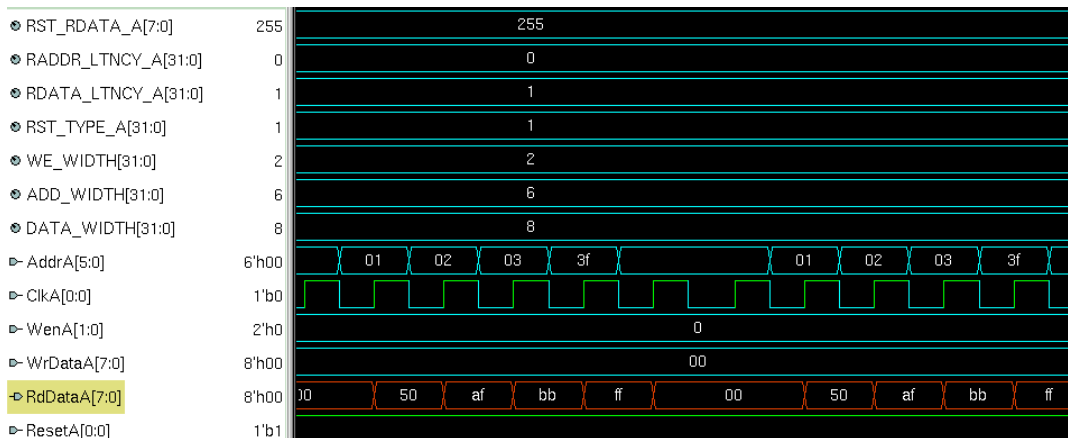 RST_RDATA_A[7:0] 255 255
RADDR_LTNCY_A[31:0] 0 0
RDATA_LTNCY_A[31:0] 1 1
RST_TYPE_A[31:0] 1 1
WE_WIDTH[31:0] 2 2
ADD_WIDTH[31:0] 6 6
DATA_WIDTH[31:0] 8 8
AddrA[5:0] 6'h00 01 02 03 3f 01 02 03 3f
ClkA[0:0] 1'b0
WenA[1:0] 2'h0 0
WrDataA[7:0] 8'h00 00
RdDataA[7:0] 8'h00 00 50 af bb ff 00 50 af bb ff
ResetA[0:0] 1'b1